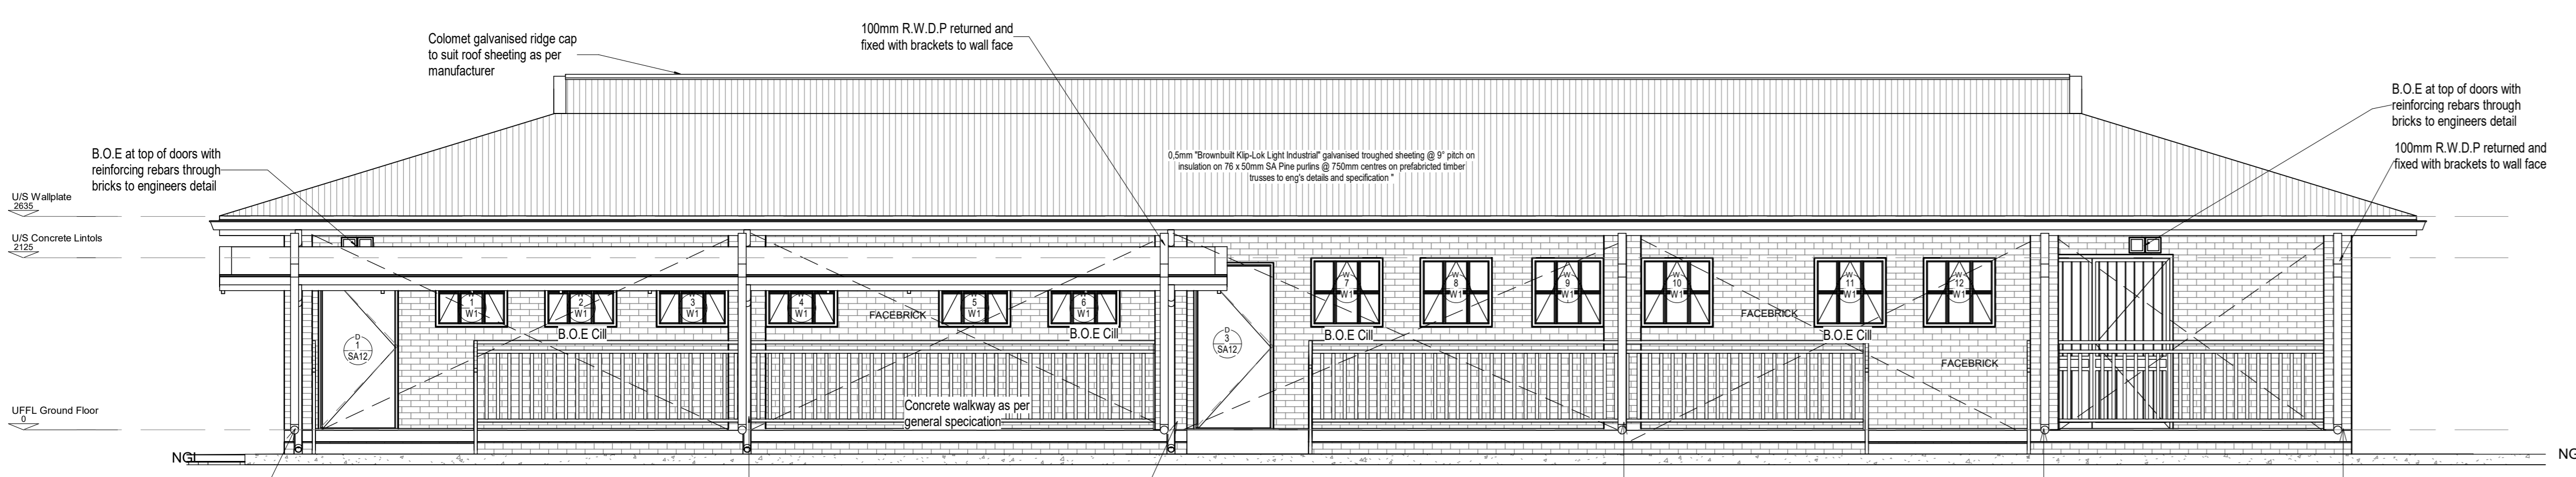 Colomet galvanised ridge cap
to suit roof sheeting as per
manufacturer
100mm R.W.D.P returned and
fixed with brackets to wall face
B.O.E at top of doors with
reinforcing rebars through
bricks to engineers detail
100mm R.W.D.P returned and
fixed with brackets to wall face
B.O.E at top of doors with
reinforcing rebars through
bricks to engineers detail
0,5mm "Brownbuilt Klip-Lok Light Industrial" galvanised troughed sheeting @ 9° pitch on
insulation on 76 x 50mm SA Pine purlins @ 750mm centres on prefabricted timber
trusses to eng's details and specification "
U/S Wallplate
2635
U/S Concrete Lintols
2125
W
1
W1
W
2
W1
W
3
W1
W
4
W1
W
5
W1
W
6
W1
W
7
W1
W
8
W1
W
9
W1
W
10
W1
W
11
W1
W
12
W1
FACEBRICK
FACEBRICK
B.O.E Cill
B.O.E Cill
B.O.E Cill
B.O.E Cill
D
1
SA12
D
3
SA12
FACEBRICK
UFFL Ground Floor
0
Concrete walkway as per
general specication
NGL